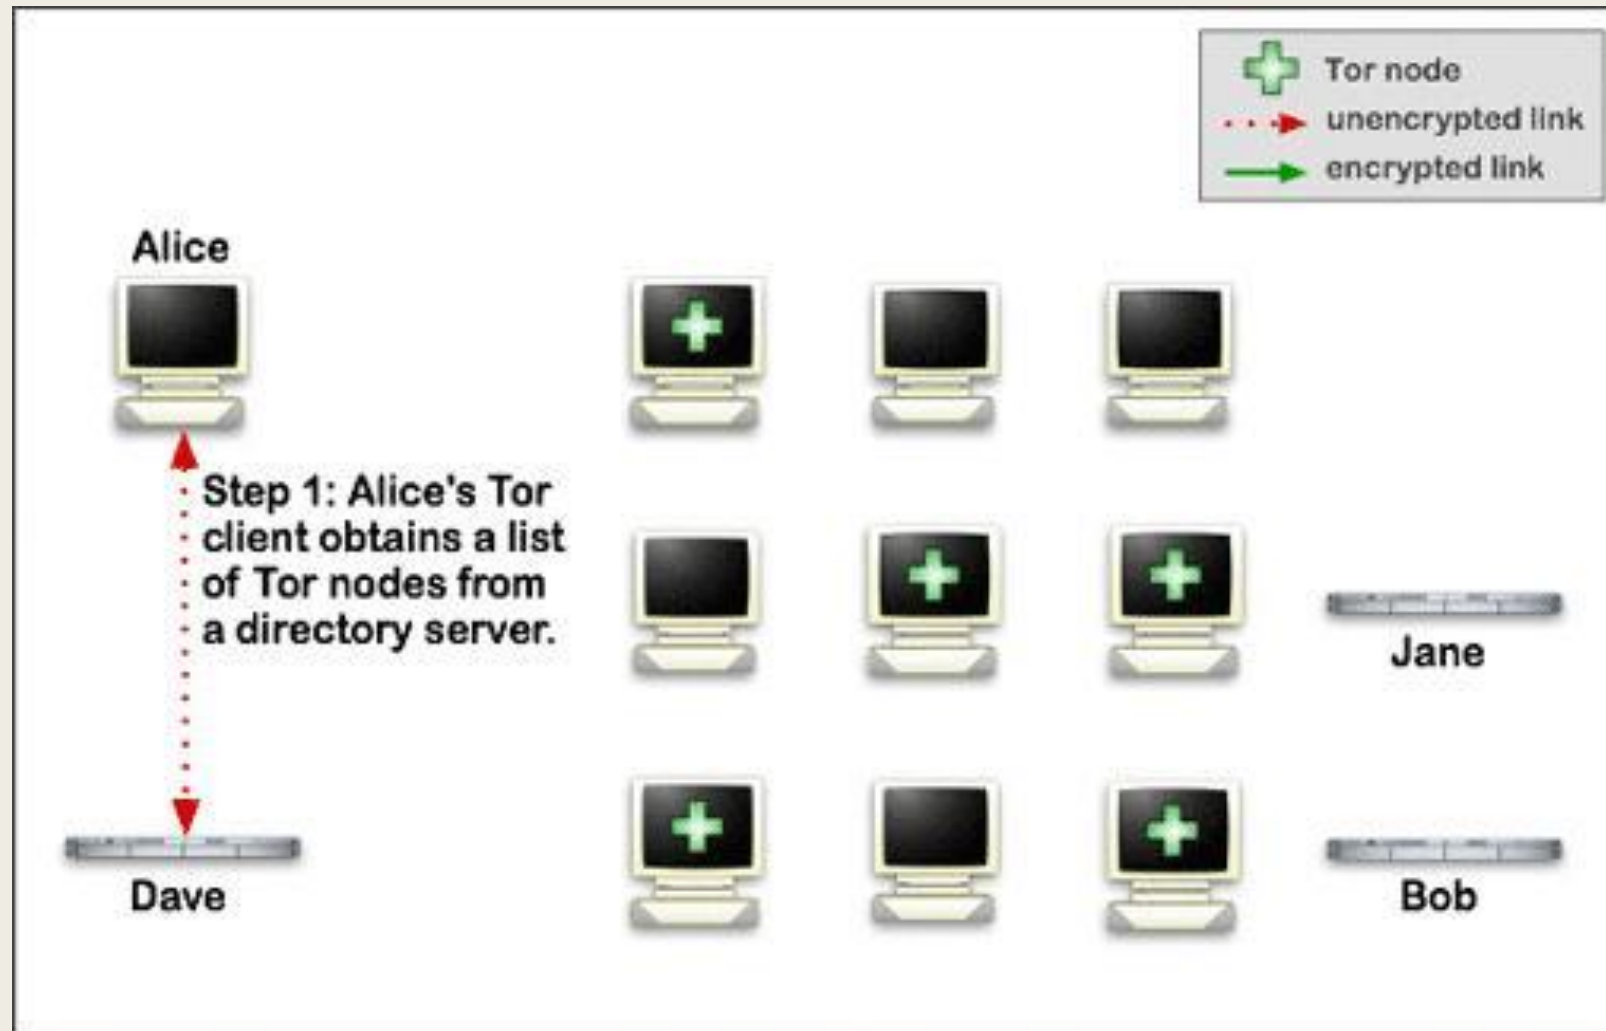 Tor node
unencrypted link
encrypted link
Alice
Step 1: Alice's Tor
client obtains a list
of Tor nodes from
a directory server.
Jane
Dave
Bob